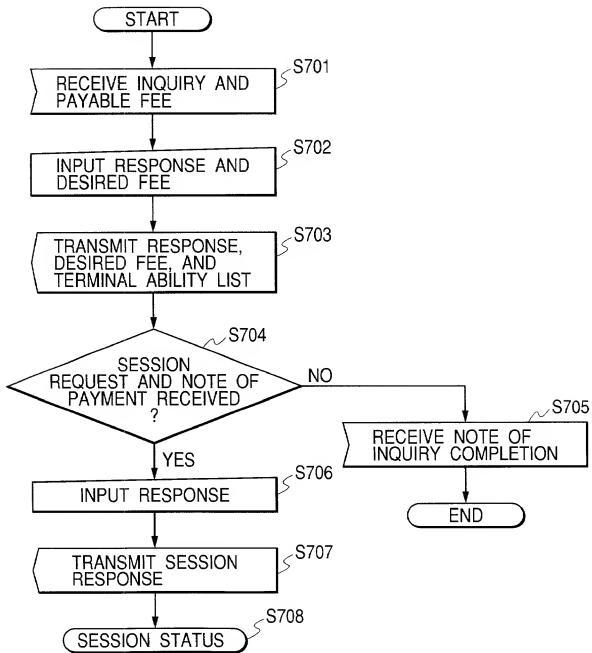 START
S701
RECEIVE INQUIRY AND
PAYABLE FEE
S702
INPUT RESPONSE AND
DESIRED FEE
S703
TRANSMIT RESPONSE,
DESIRED FEE, AND
TERMINAL ABILITY LIST
S704
SESSION
REQUEST AND NOTE OF
PAYMENT RECEIVED
?
NO
YES
S705
RECEIVE NOTE OF
INQUIRY COMPLETION
END
S706
INPUT RESPONSE
S707
TRANSMIT SESSION
RESPONSE
S708
SESSION STATUS